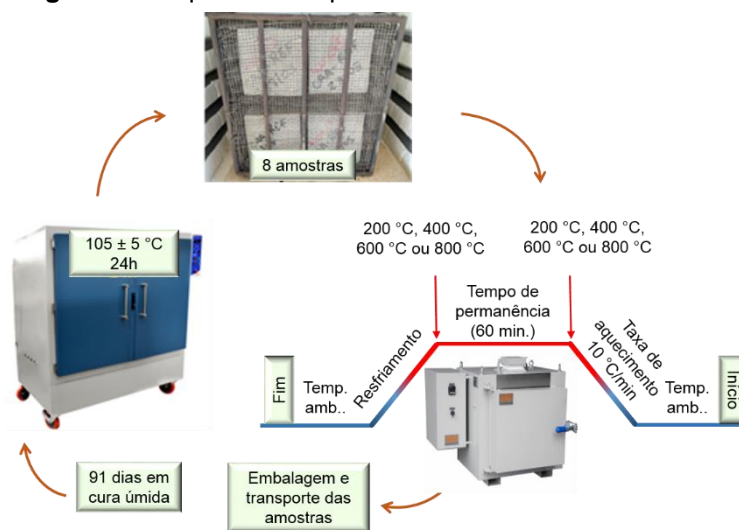 8 amostras
105 ± 5 °C
24h
200 °C, 400 °C,
600 °C ou 800 °C
200 °C, 400 °C,
600 °C ou 800 °C
Tempo de
permanência
(60 min.)
Resfriamento
Taxa de
aquecimento
10 °C/min
Fim
Temp.
amb..
Temp.
amb..
Início
91 dias em
cura úmida
Embalagem e
transporte das
amostras